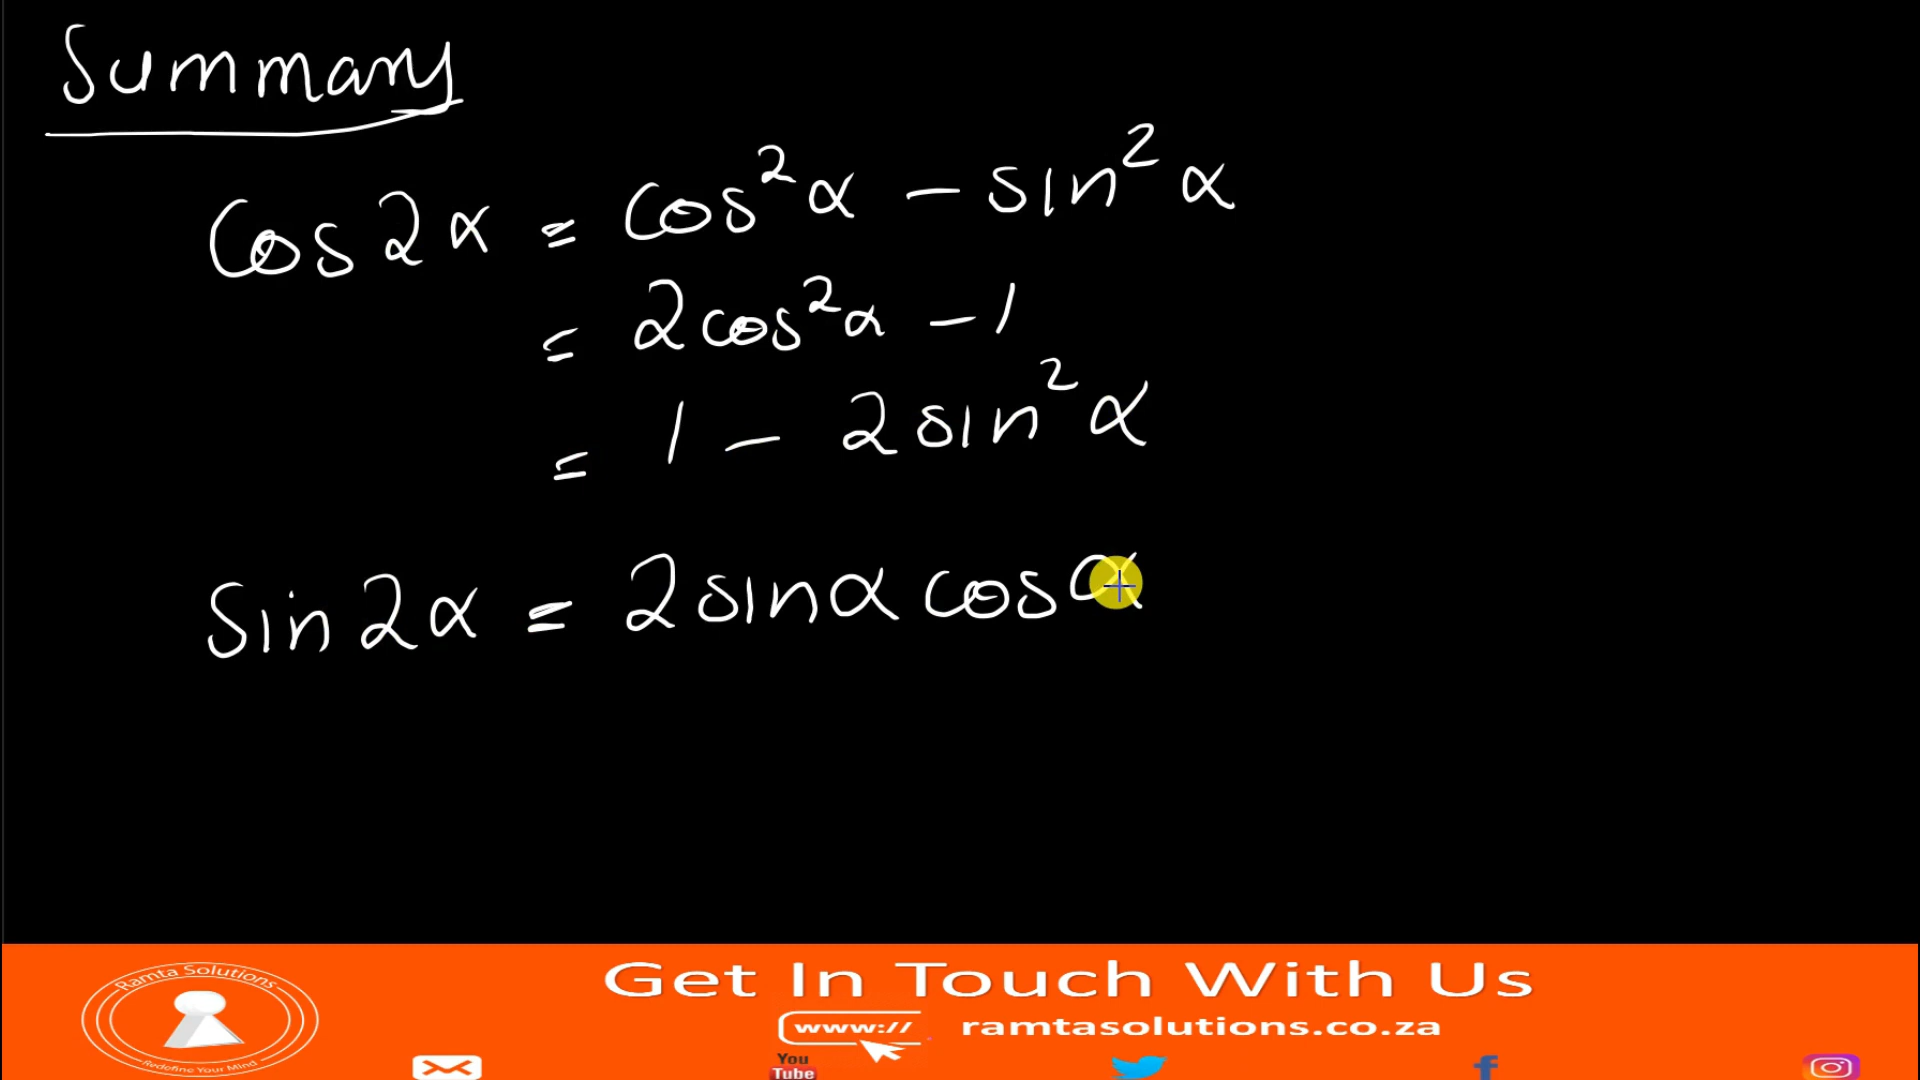 Summary
Cos 2α = cos²α − sin²α
= 2cos²α − 1
= 1 − 2sin²α
Sin 2α = 2sinα cosα
Get In Touch With Us
www:// ramtasolutions.co.za
Ramta Solutions
Redefine Your Mind
You
Tube